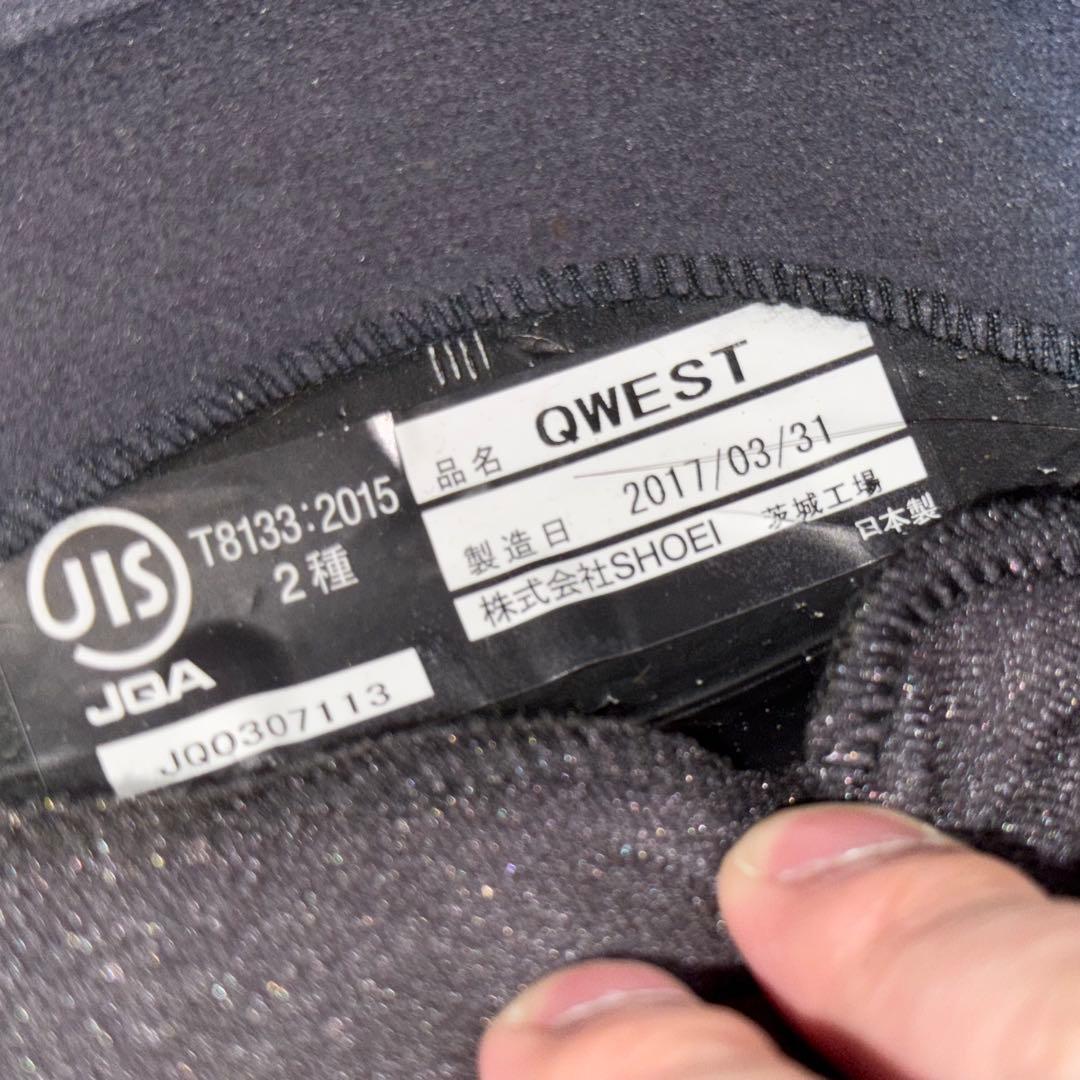 JIS
T8133:2015
2種
JQA
JQ0307113
品名 QWEST
製造日 2017/03/31
株式会社SHOEI 茨城工場
日本製